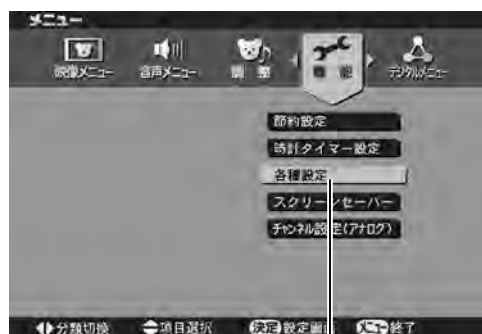 メニュー
映像メニュー 音声メニュー 調整 機能 デジタルメニュー
節約設定
時計タイマー設定
各種設定
スクリーンセーバー
チャンネル設定(アナログ)
分類切換 項目選択 決定 設定画面 メニュー 終了